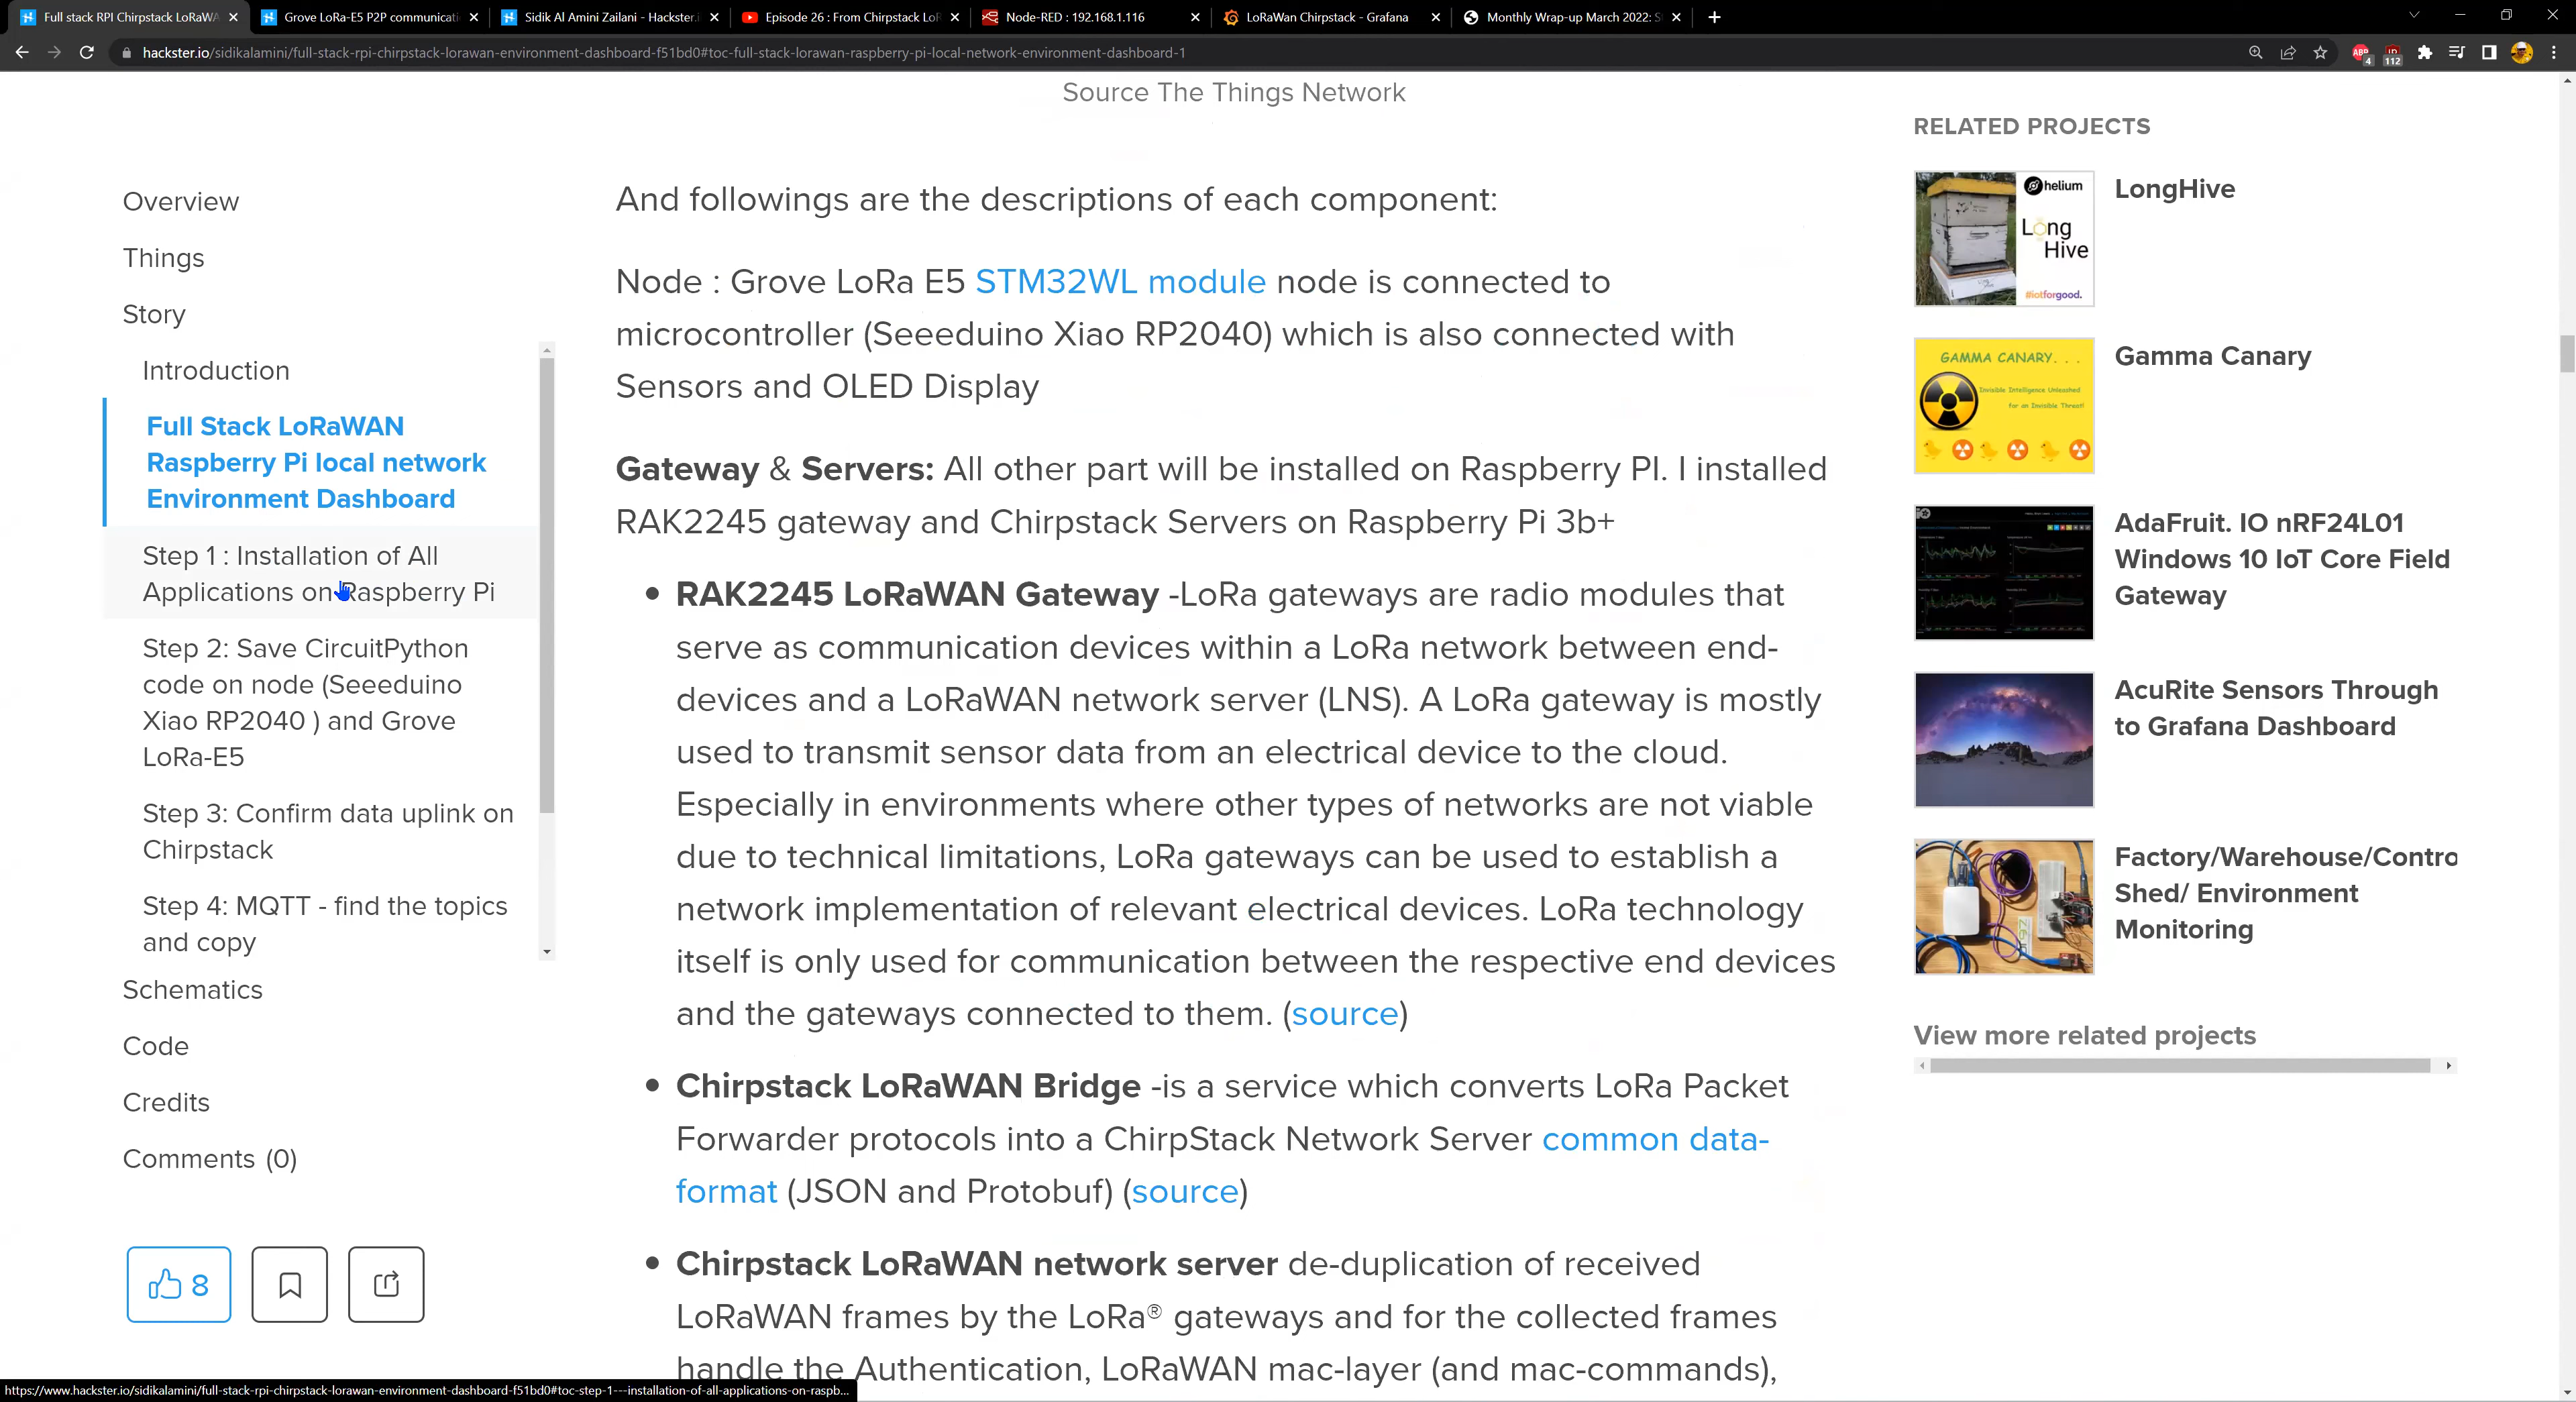 Full stack RPI Chirpstack LoRaWA
Grove LoRa-E5 P2P communicati
Sidik Al Amini Zailani - Hackster.i
Episode 26 : From Chirpstack LoR
Node-RED : 192.168.1.116
LoRaWan Chirpstack - Grafana
Monthly Wrap-up March 2022: S
hackster.io/sidikalamini/full-stack-rpi-chirpstack-lorawan-environment-dashboard-f51bd0#toc-full-stack-lorawan-raspberry-pi-local-network-environment-dashboard-1
ABP
4
112
Source The Things Network
Overview
Things
Story
Introduction
Full Stack LoRaWAN
Raspberry Pi local network
Environment Dashboard
Step 1 : Installation of All
Applications on Raspberry Pi
Step 2: Save CircuitPython
code on node (Seeeduino
Xiao RP2040 ) and Grove
LoRa-E5
Step 3: Confirm data uplink on
Chirpstack
Step 4: MQTT - find the topics
and copy
Schematics
Code
Credits
Comments (0)
8
And followings are the descriptions of each component:
Node : Grove LoRa E5 STM32WL module node is connected to
microcontroller (Seeeduino Xiao RP2040) which is also connected with
Sensors and OLED Display
Gateway & Servers: All other part will be installed on Raspberry PI. I installed
RAK2245 gateway and Chirpstack Servers on Raspberry Pi 3b+
• RAK2245 LoRaWAN Gateway -LoRa gateways are radio modules that
serve as communication devices within a LoRa network between end-
devices and a LoRaWAN network server (LNS). A LoRa gateway is mostly
used to transmit sensor data from an electrical device to the cloud.
Especially in environments where other types of networks are not viable
due to technical limitations, LoRa gateways can be used to establish a
network implementation of relevant electrical devices. LoRa technology
itself is only used for communication between the respective end devices
and the gateways connected to them. (source)
• Chirpstack LoRaWAN Bridge -is a service which converts LoRa Packet
Forwarder protocols into a ChirpStack Network Server common data-
format (JSON and Protobuf) (source)
• Chirpstack LoRaWAN network server de-duplication of received
LoRaWAN frames by the LoRa® gateways and for the collected frames
handle the Authentication, LoRaWAN mac-layer (and mac-commands),
RELATED PROJECTS
helium
Long
Hive
#iotforgood.
LongHive
GAMMA CANARY. . .
Invisible Intelligence Unleashed
for an Invisible Threat!
Gamma Canary
AdaFruit. IO nRF24L01
Windows 10 IoT Core Field
Gateway
AcuRite Sensors Through
to Grafana Dashboard
Factory/Warehouse/Contro
Shed/ Environment
Monitoring
View more related projects
https://www.hackster.io/sidikalamini/full-stack-rpi-chirpstack-lorawan-environment-dashboard-f51bd0#toc-step-1---installation-of-all-applications-on-raspb...